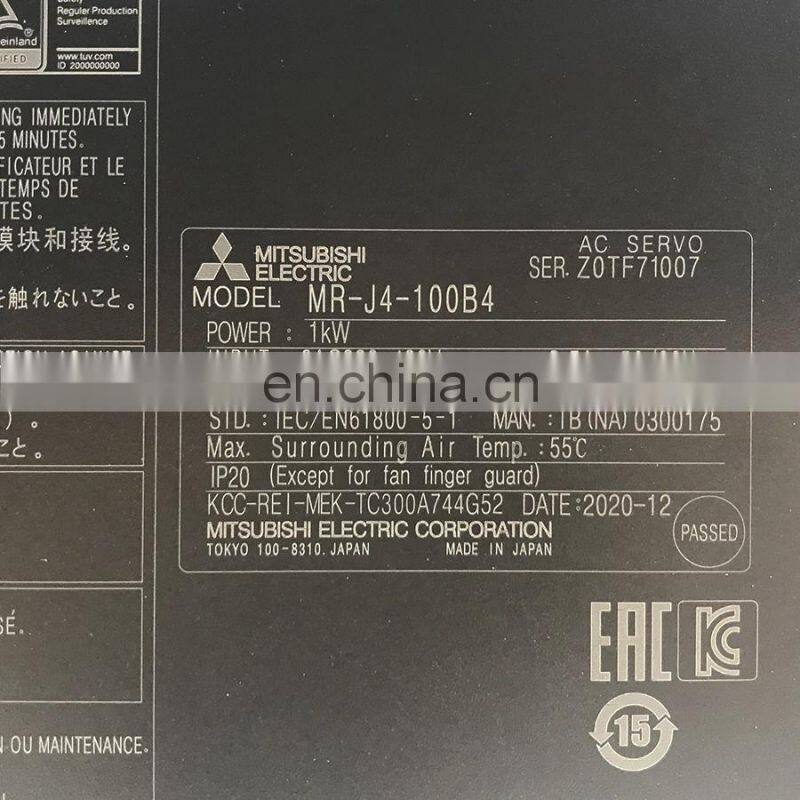 Safety
Regular Production
Surveillance
www.tuv.com
ID 2000000000
NG IMMEDIATELY
5 MINUTES.
FICATEUR ET LE
TEMPS DE
TES.
模块和接线。
を触れないこと。
MITSUBISHI
ELECTRIC
AC SERVO
SER. Z0TF71007
MODEL MR-J4-100B4
POWER : 1kW
en.china.cn
STD. : IEC/EN61800-5-1 MAN. : IB(NA)0300175
) 。
こと。
Max. Surrounding Air Temp. : 55℃
IP20 (Except for fan finger guard)
KCC-REI-MEK-TC300A744G52 DATE : 2020-12
MITSUBISHI ELECTRIC CORPORATION
TOKYO 100-8310, JAPAN MADE IN JAPAN
PASSED
SÉ.
EAC
15
N OU MAINTENANCE.